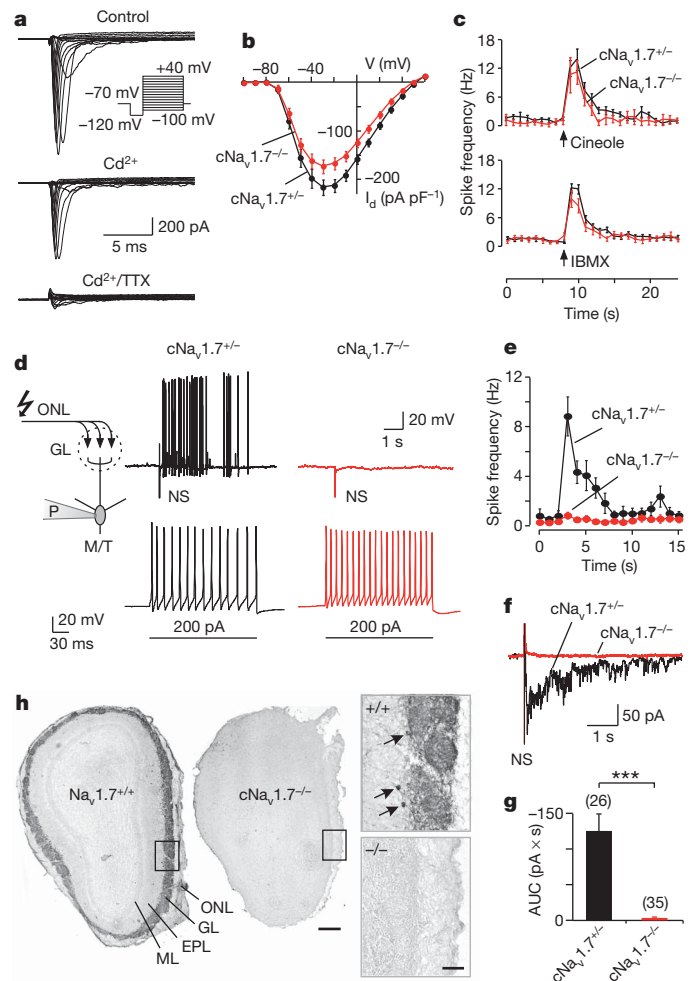 a
Control
+40 mV
−70 mV
−120 mV
−100 mV
Cd²⁺
200 pA
5 ms
Cd²⁺/TTX
b
V (mV)
−80
−40
−100
−200
cNaᵥ1.7⁻/⁻
cNaᵥ1.7⁺/⁻
I_d (pA pF⁻¹)
c
Spike frequency (Hz)
18
12
6
0
cNaᵥ1.7⁺/⁻
cNaᵥ1.7⁻/⁻
Cineole
Spike frequency (Hz)
18
12
6
0
IBMX
0
10
20
Time (s)
d
cNaᵥ1.7⁺/⁻
cNaᵥ1.7⁻/⁻
ONL
GL
P
M/T
NS
20 mV
1 s
NS
20 mV
30 ms
200 pA
200 pA
e
Spike frequency (Hz)
12
8
4
0
cNaᵥ1.7⁺/⁻
cNaᵥ1.7⁻/⁻
0
5
10
15
Time (s)
f
cNaᵥ1.7⁺/⁻
cNaᵥ1.7⁻/⁻
50 pA
1 s
NS
g
***
(26)
(35)
AUC (pA × s)
−150
0
cNaᵥ1.7⁺/⁻
cNaᵥ1.7⁻/⁻
h
Naᵥ1.7⁺/⁺
cNaᵥ1.7⁻/⁻
ONL
GL
EPL
ML
+/+
−/−